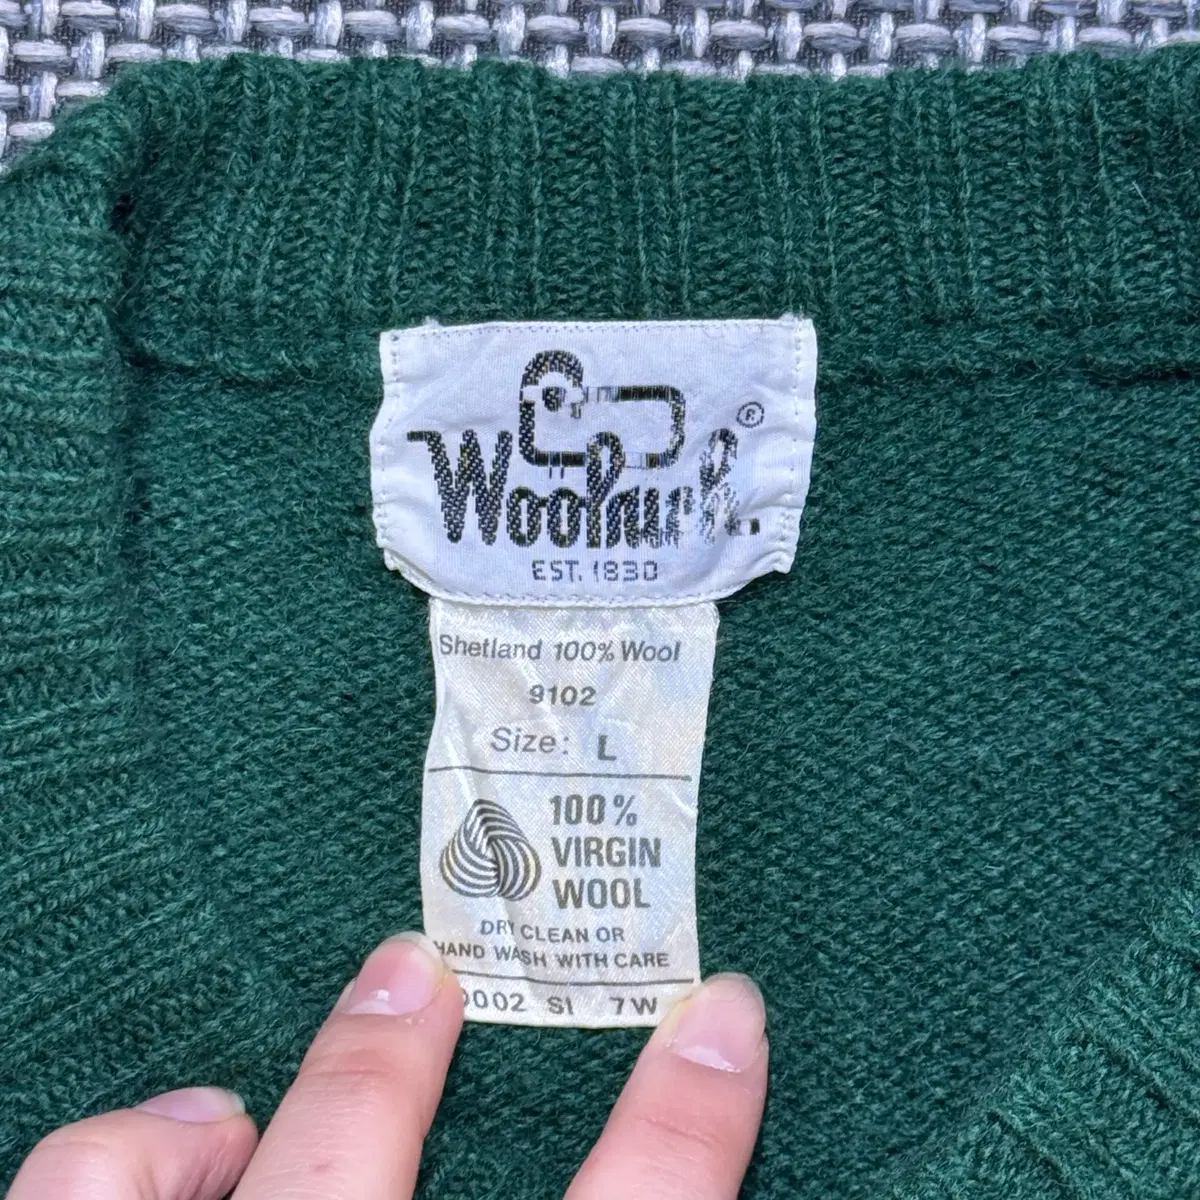 Woolrich.
®
EST. 1830
Shetland 100% Wool
9102
Size: L
100%
VIRGIN
WOOL
DRY CLEAN OR
HAND WASH WITH CARE
0002 SI 7W